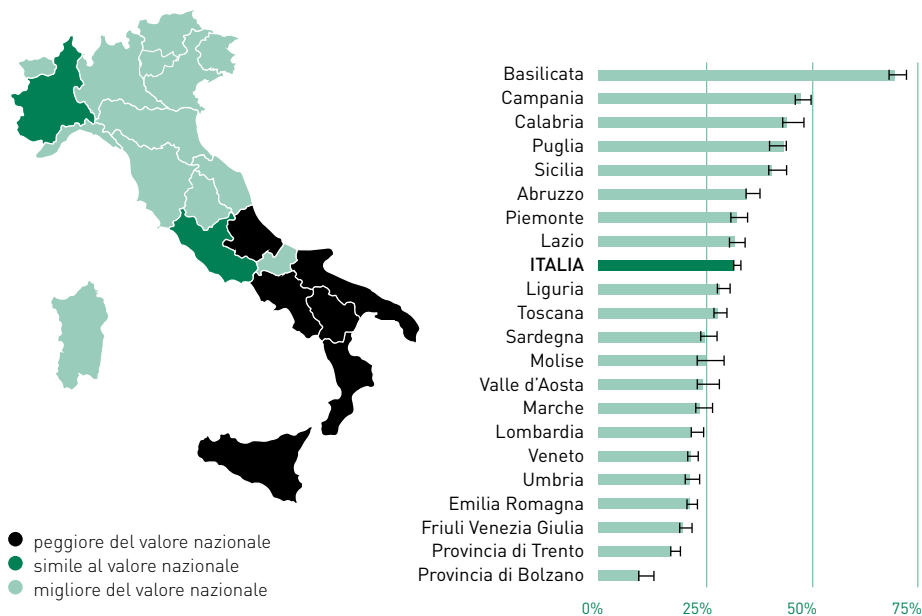 Basilicata
Campania
Calabria
Puglia
Sicilia
Abruzzo
Piemonte
Lazio
ITALIA
Liguria
Toscana
Sardegna
Molise
Valle d'Aosta
Marche
Lombardia
Veneto
Umbria
Emilia Romagna
Friuli Venezia Giulia
Provincia di Trento
Provincia di Bolzano
0% 25% 50% 75%
peggiore del valore nazionale
simile al valore nazionale
migliore del valore nazionale